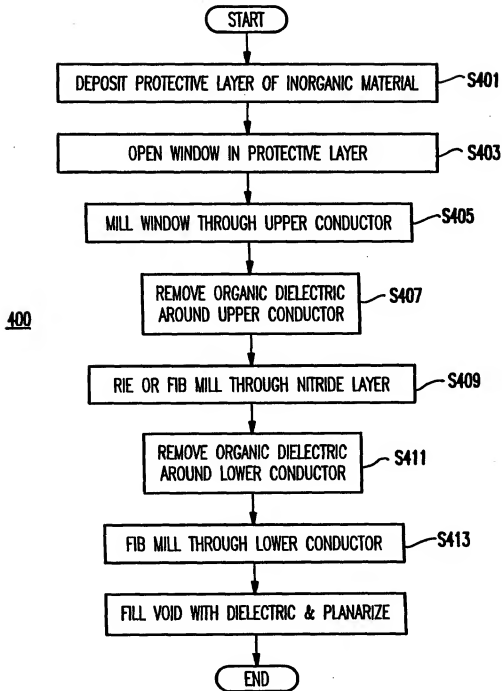 START
DEPOSIT PROTECTIVE LAYER OF INORGANIC MATERIAL
S401
OPEN WINDOW IN PROTECTIVE LAYER
S403
MILL WINDOW THROUGH UPPER CONDUCTOR
S405
REMOVE ORGANIC DIELECTRIC
AROUND UPPER CONDUCTOR
S407
400
RIE OR FIB MILL THROUGH NITRIDE LAYER
S409
REMOVE ORGANIC DIELECTRIC
AROUND LOWER CONDUCTOR
S411
FIB MILL THROUGH LOWER CONDUCTOR
S413
FILL VOID WITH DIELECTRIC & PLANARIZE
END